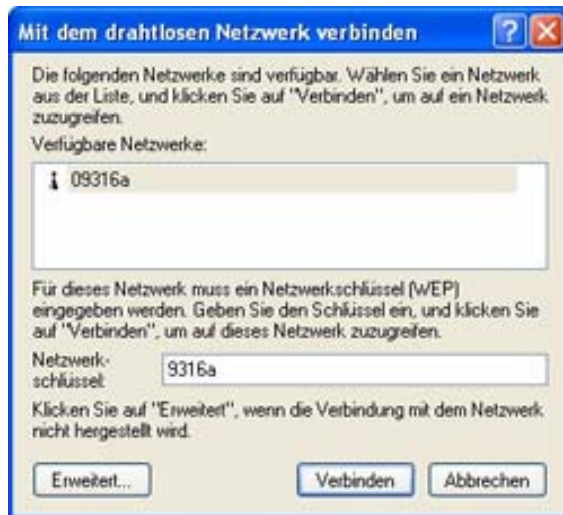 Mit dem drahtlosen Netzwerk verbinden
Die folgenden Netzwerke sind verfügbar. Wählen Sie ein Netzwerk
aus der Liste, und klicken Sie auf "Verbinden", um auf ein Netzwerk
zuzugreifen.
Verfügbare Netzwerke:
09316a
Für dieses Netzwerk muss ein Netzwerkschlüssel (WEP)
eingegeben werden. Geben Sie den Schlüssel ein, und klicken Sie
auf "Verbinden", um auf dieses Netzwerk zuzugreifen.
Netzwerk-
schlüssel:
9316a
Klicken Sie auf "Erweitert", wenn die Verbindung mit dem Netzwerk
nicht hergestellt wird.
Erweitert... Verbinden Abbrechen